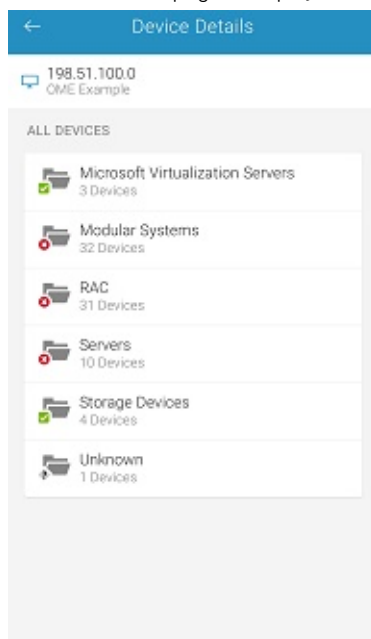 Device Details
198.51.100.0
OME Example
ALL DEVICES
Microsoft Virtualization Servers
3 Devices
Modular Systems
32 Devices
RAC
31 Devices
Servers
10 Devices
Storage Devices
4 Devices
Unknown
1 Devices